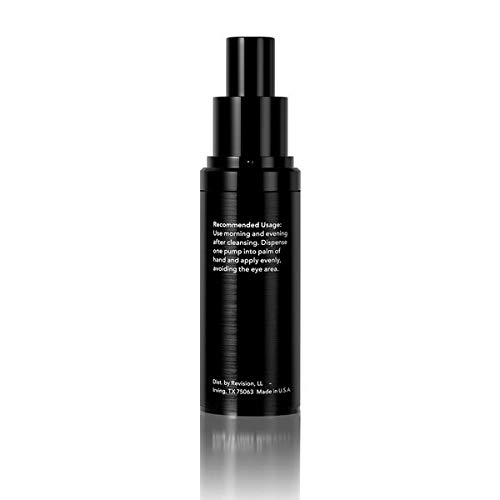 Recommended Usage:
Use morning and evening
after cleansing. Dispense
one pump into palm of
hand and apply evenly,
avoiding the eye area.
Dist. by Revision, LL
Irving, TX 75063 Made in U.S.A.